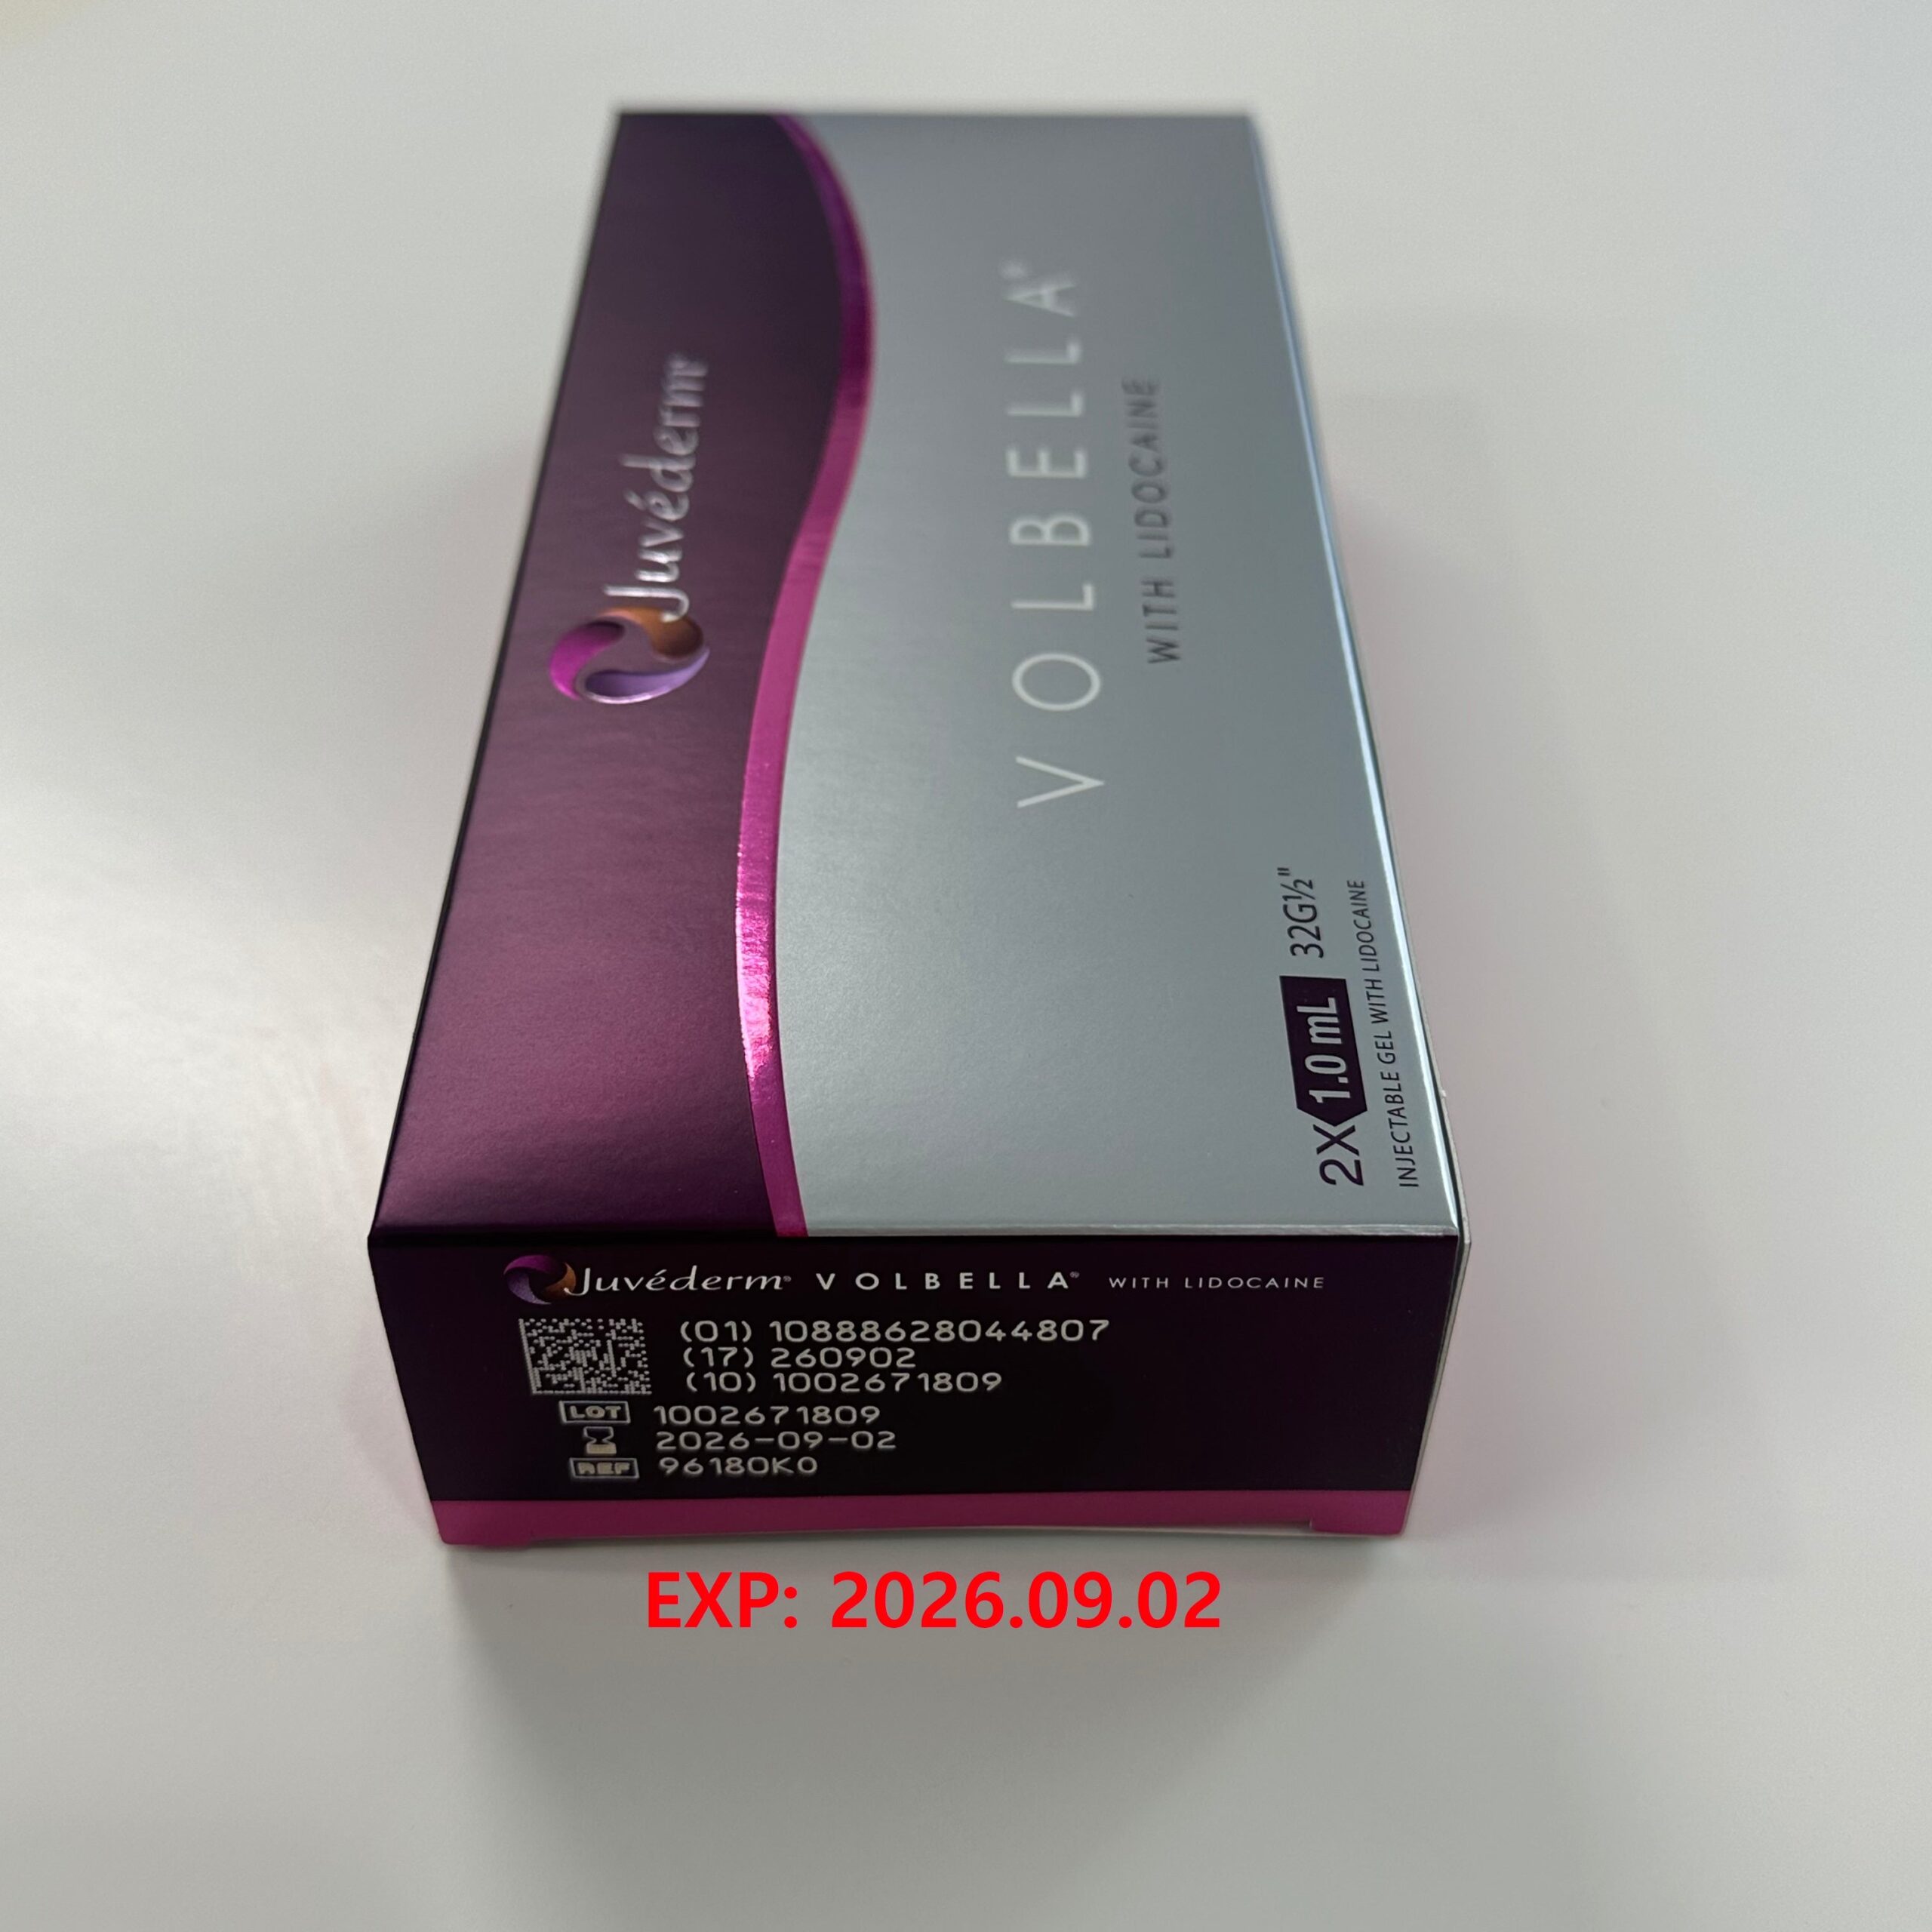 Juvéderm®
VOLBELLA®
WITH LIDOCAINE
2X 1.0 mL 32G½"
INJECTABLE GEL WITH LIDOCAINE
Juvéderm® VOLBELLA® WITH LIDOCAINE
(01) 10888628044807
(17) 260902
(10) 1002671809
LOT 1002671809
2026-09-02
REF 96180K0
EXP: 2026.09.02